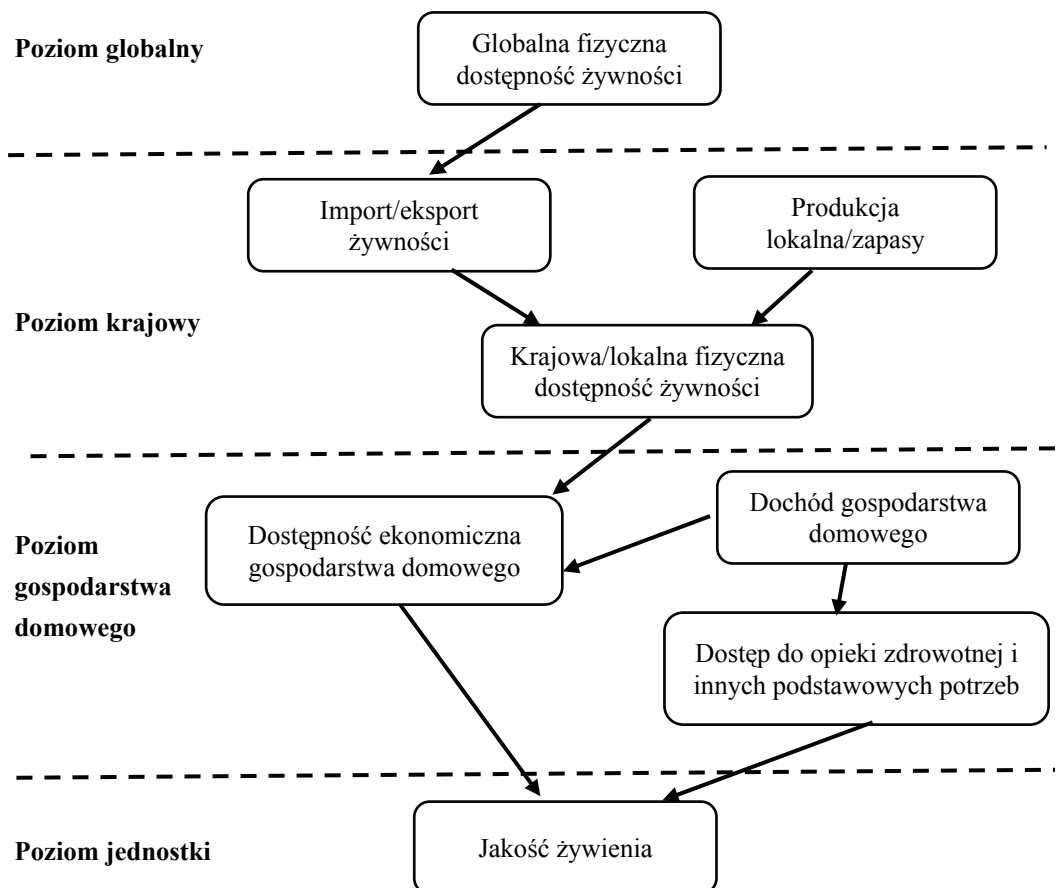 Poziom globalny
Globalna fizyczna
dostępność żywności
Import/eksport
żywności
Produkcja
lokalna/zapasy
Poziom krajowy
Krajowa/lokalna fizyczna
dostępność żywności
Poziom
gospodarstwa
domowego
Dostępność ekonomiczna
gospodarstwa domowego
Dochód gospodarstwa
domowego
Dostęp do opieki zdrowotnej i
innych podstawowych potrzeb
Poziom jednostki
Jakość żywienia